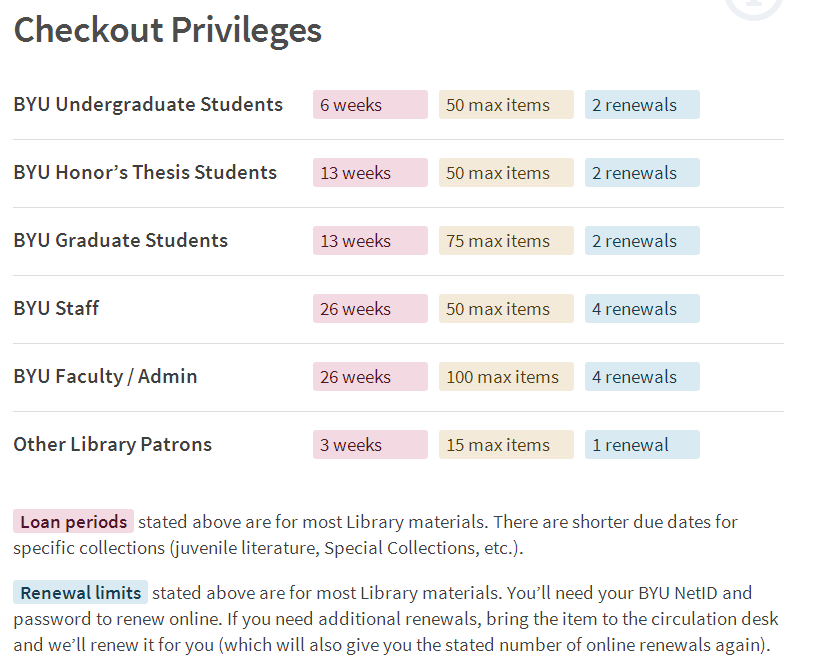 Checkout Privileges
BYU Undergraduate Students 6 weeks 50 max items 2 renewals
BYU Honor’s Thesis Students 13 weeks 50 max items 2 renewals
BYU Graduate Students 13 weeks 75 max items 2 renewals
BYU Staff 26 weeks 50 max items 4 renewals
BYU Faculty / Admin 26 weeks 100 max items 4 renewals
Other Library Patrons 3 weeks 15 max items 1 renewal
Loan periods stated above are for most Library materials. There are shorter due dates for
specific collections (juvenile literature, Special Collections, etc.).
Renewal limits stated above are for most Library materials. You’ll need your BYU NetID and
password to renew online. If you need additional renewals, bring the item to the circulation desk
and we’ll renew it for you (which will also give you the stated number of online renewals again).